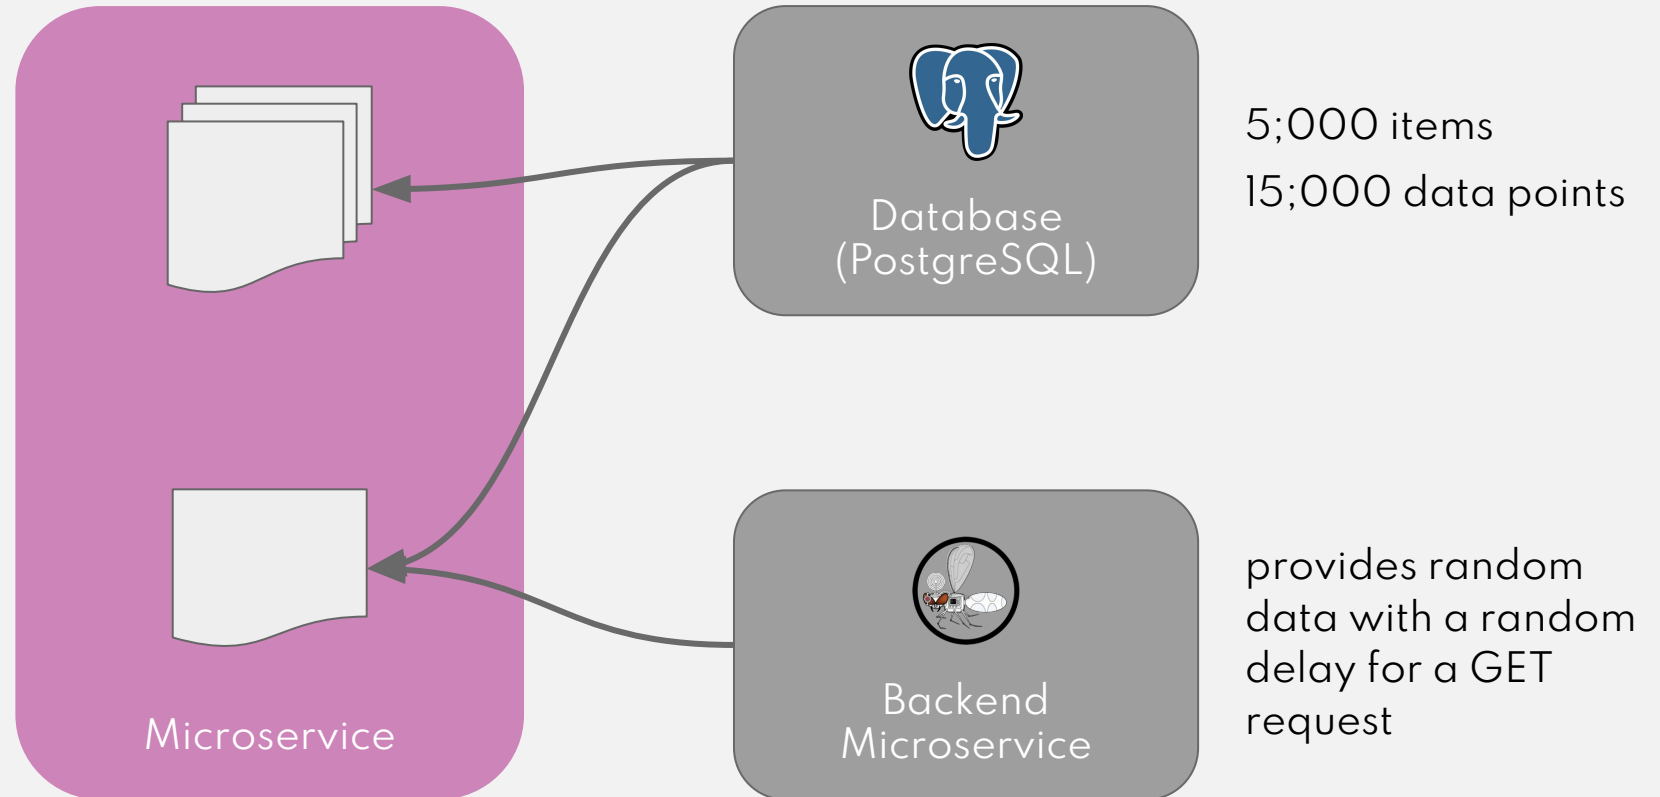 Microservice
Database
(PostgreSQL)
5;000 items
15;000 data points
Backend
Microservice
provides random
data with a random
delay for a GET
request